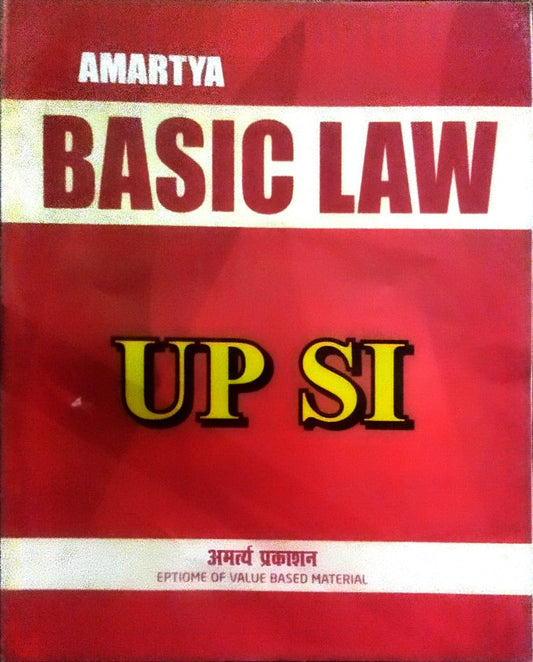 AMARTYA
BASIC LAW
UP SI
अमर्त्य प्रकाशन
EPTIOME OF VALUE BASED MATERIAL